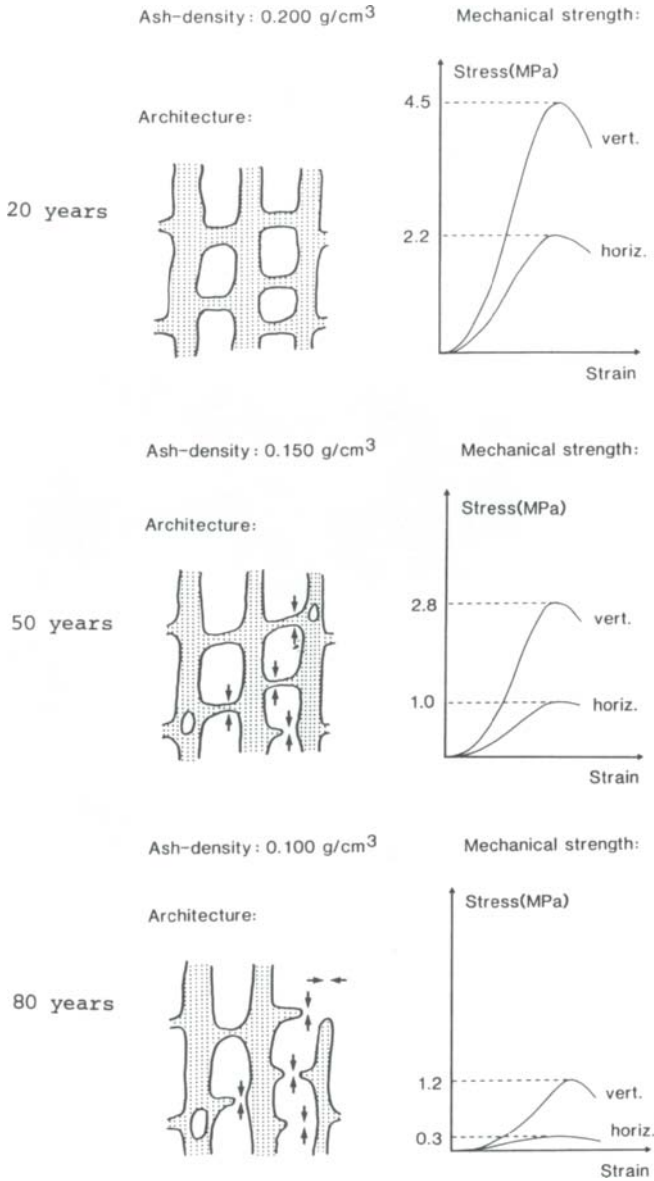 Ash-density: 0.200 g/cm³ Mechanical strength:
Stress(MPa)
4.5
Architecture:
vert.
20 years
2.2
horiz.
Strain
Ash-density: 0.150 g/cm³ Mechanical strength:
Stress(MPa)
Architecture:
2.8
50 years
vert.
1.0
horiz.
Strain
Ash-density: 0.100 g/cm³ Mechanical strength:
Stress(MPa)
Architecture:
80 years
1.2
vert.
0.3
horiz.
Strain